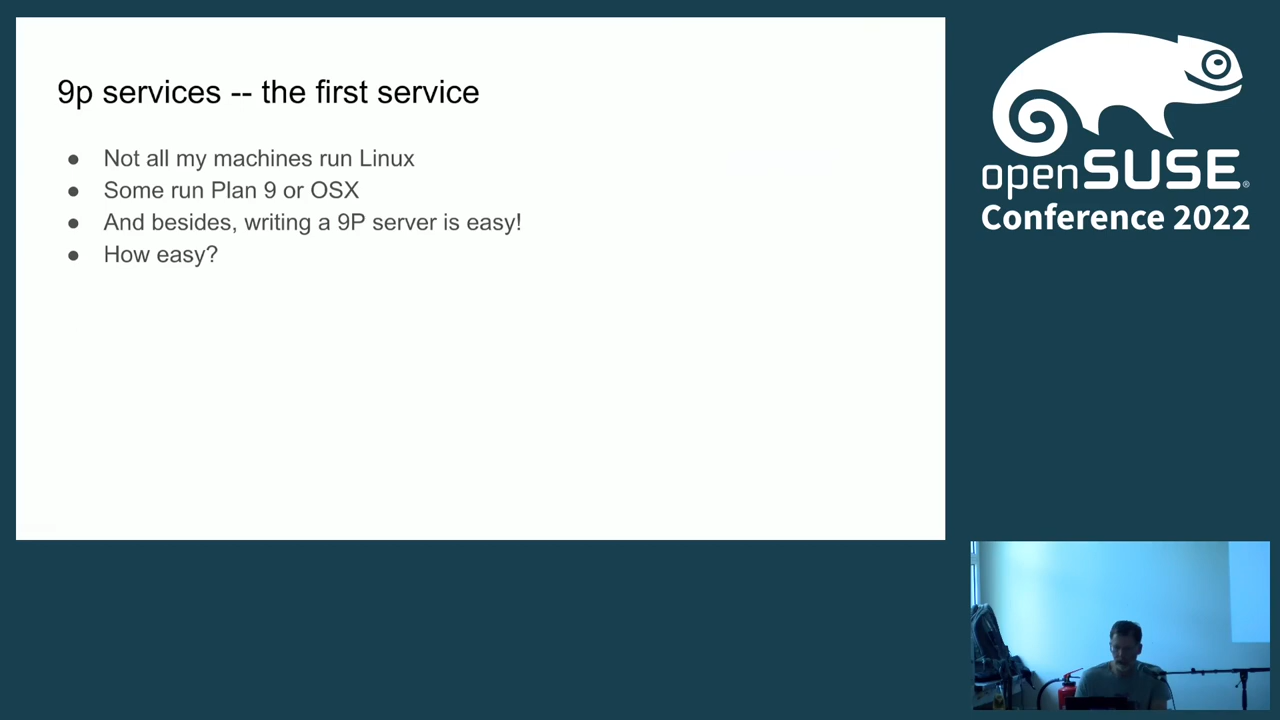 9p services -- the first service
● Not all my machines run Linux
● Some run Plan 9 or OSX
● And besides, writing a 9P server is easy!
● How easy?
openSUSE®
Conference 2022